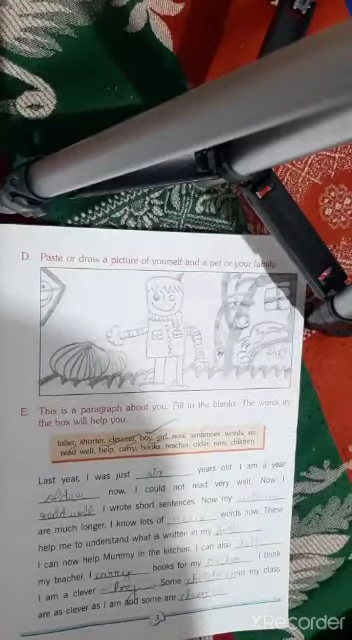 D. Paste or draw a picture of yourself and a pet or your family
E. This is a paragraph about you. Fill in the blanks. The words in
the box will help you.
taller, shorter, cleverest, boy, girl, now, sentences, words, six,
read well, help, carry, books, teacher, older, new, children
Last year, I was just six years old. I am a year
older now. I could not read very well. Now I
read well. I wrote short sentences. Now my
are much longer. I know lots of words now. These
help me to understand what is written in my
I can now help Mummy in the kitchen. I can also help
my teacher. I carry books for my teacher. I think
I am a clever boy. Some children in my class
are as clever as I am and some are
3
XRecorder